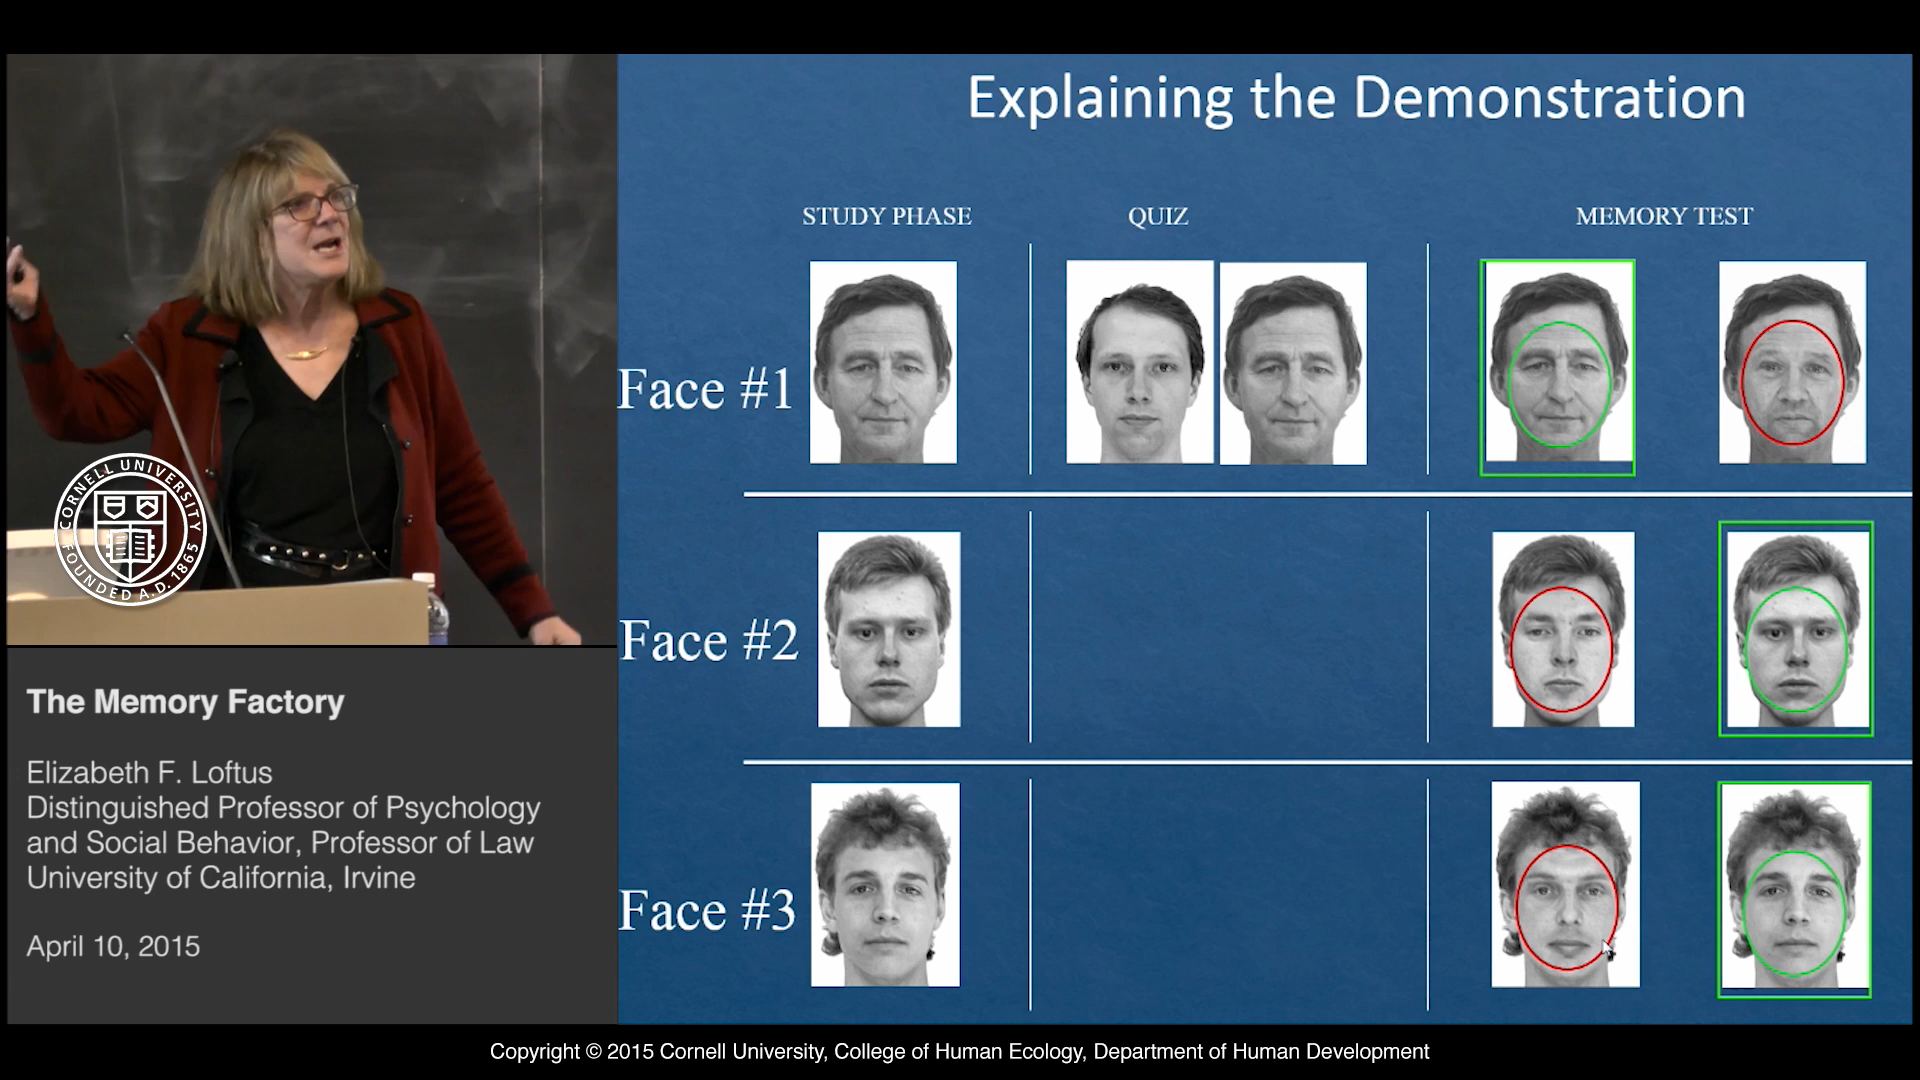 Explaining the Demonstration
STUDY PHASE
QUIZ
MEMORY TEST
Face #1
Face #2
Face #3
CORNELL UNIVERSITY
FOUNDED A.D. 1865
The Memory Factory
Elizabeth F. Loftus
Distinguished Professor of Psychology
and Social Behavior, Professor of Law
University of California, Irvine
April 10, 2015
Copyright © 2015 Cornell University, College of Human Ecology, Department of Human Development